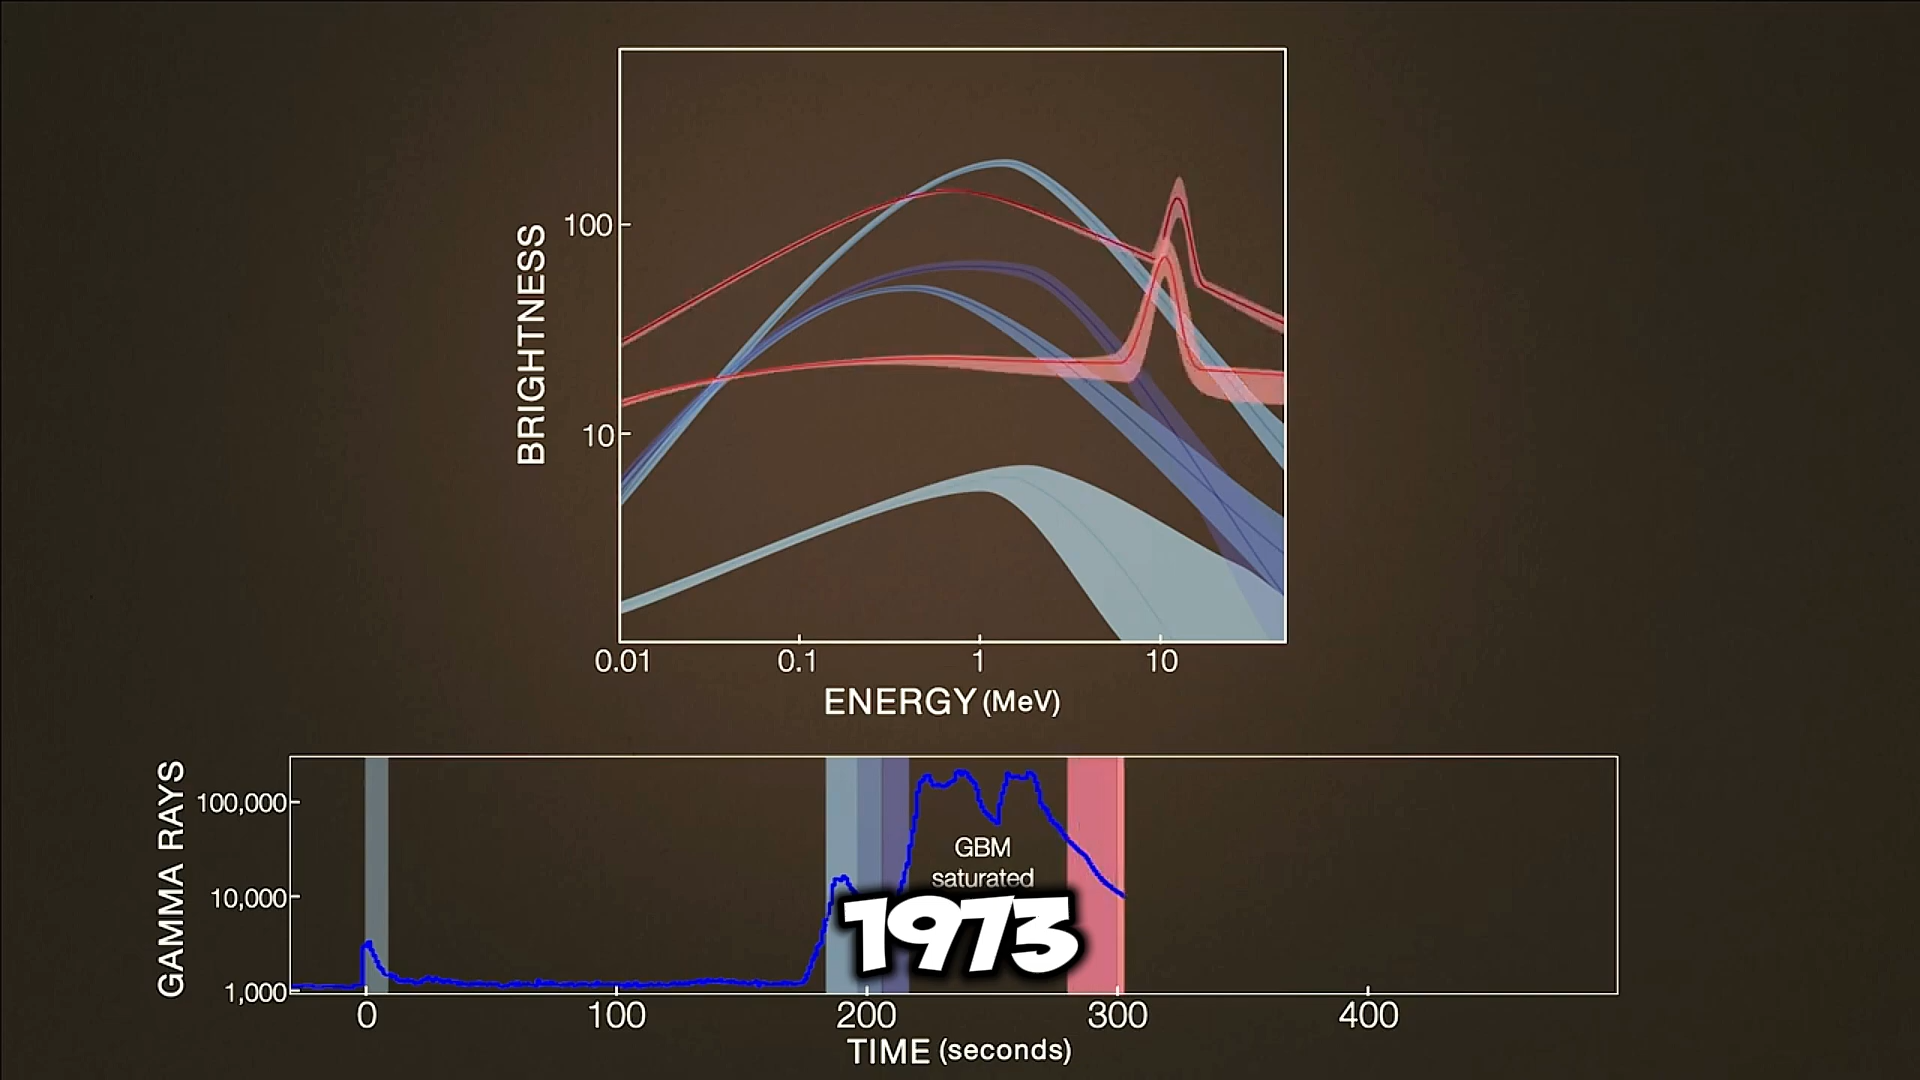 BRIGHTNESS
100
10
0.01 0.1 1 10
ENERGY (MeV)
GAMMA RAYS
100,000
10,000
1,000
GBM
saturated
1973
0 100 200 300 400
TIME (seconds)